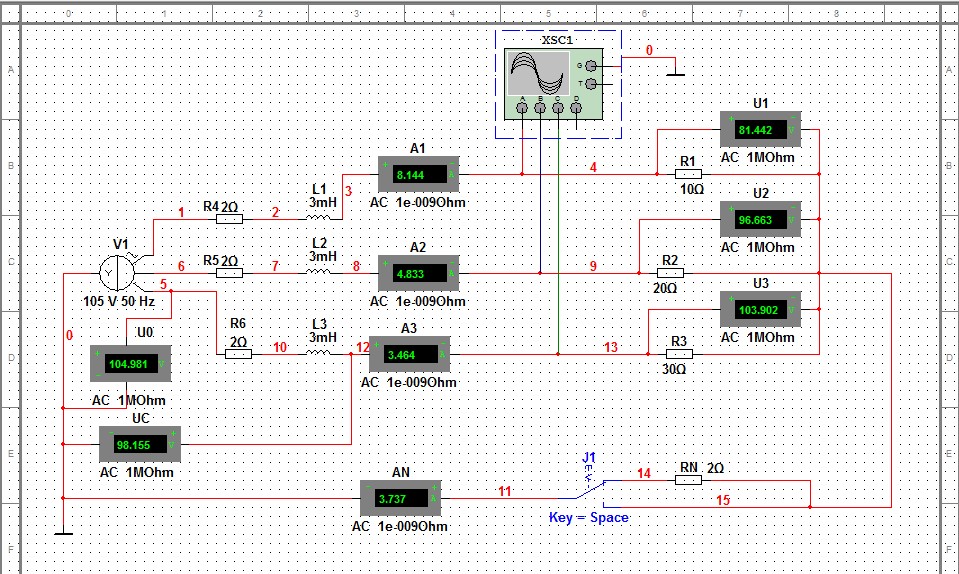 0 1 2 3 4 5 6 7 8
A
A
B
B
C
C
D
D
E
E
F
F
XSC1
G
T
A B C D
0
U1
81.442 V
AC 1MOhm
A1
8.144 A
AC 1e-009Ohm
4
R1
10Ω
U2
96.663 V
AC 1MOhm
L1
3mH
3
1
R4 2Ω
2
V1
Y
105 V 50 Hz
6
R5 2Ω
7
L2
3mH
8
A2
4.833 A
AC 1e-009Ohm
9
R2
20Ω
U3
103.902 V
AC 1MOhm
5
0
U0
104.981 V
AC 1MOhm
R6
2Ω
10
L3
3mH
12
A3
3.464 A
AC 1e-009Ohm
13
R3
30Ω
UC
98.155 V
AC 1MOhm
AN
3.737 A
AC 1e-009Ohm
11
J1
Key = Space
14
RN 2Ω
15